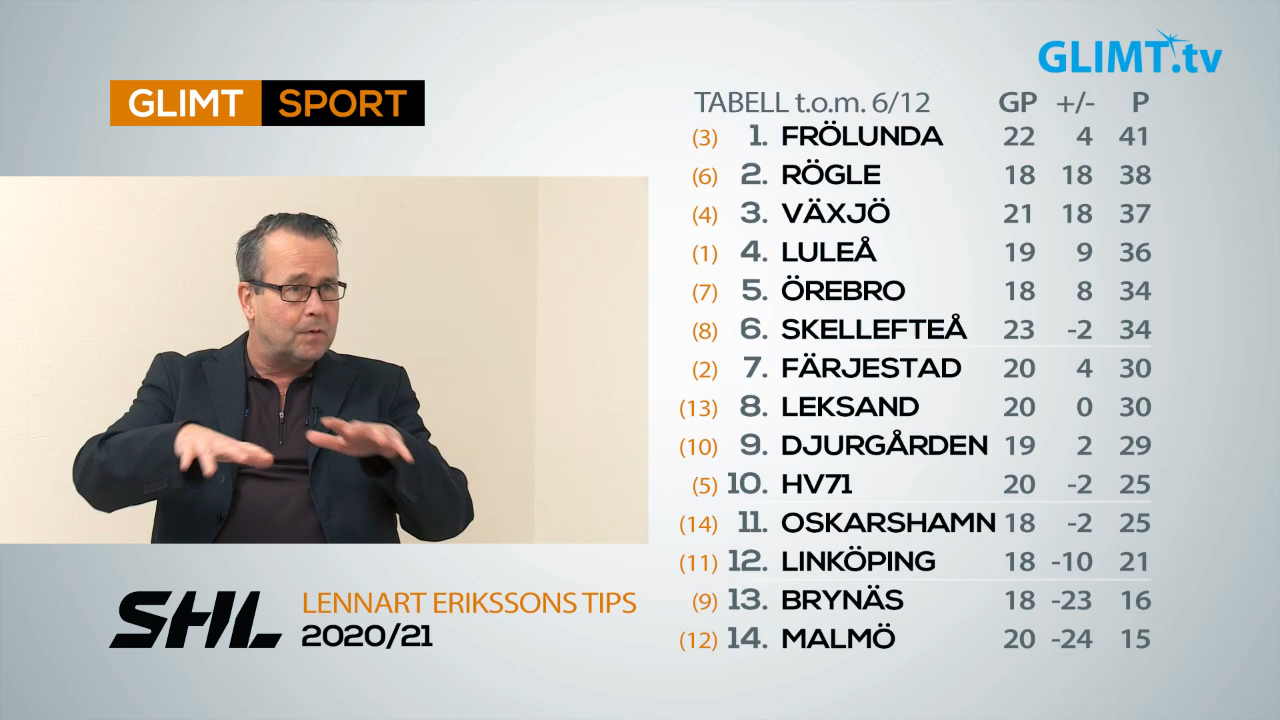 GLIMT.tv
GLIMT SPORT
TABELL t.o.m. 6/12 GP +/- P
(3) 1. FRÖLUNDA 22 4 41
(6) 2. RÖGLE 18 18 38
(4) 3. VÄXJÖ 21 18 37
(1) 4. LULEÅ 19 9 36
(7) 5. ÖREBRO 18 8 34
(8) 6. SKELLEFTEÅ 23 -2 34
(2) 7. FÄRJESTAD 20 4 30
(13) 8. LEKSAND 20 0 30
(10) 9. DJURGÅRDEN 19 2 29
(5) 10. HV71 20 -2 25
(14) 11. OSKARSHAMN 18 -2 25
(11) 12. LINKÖPING 18 -10 21
(9) 13. BRYNÄS 18 -23 16
(12) 14. MALMÖ 20 -24 15
SHL
LENNART ERIKSSONS TIPS
2020/21